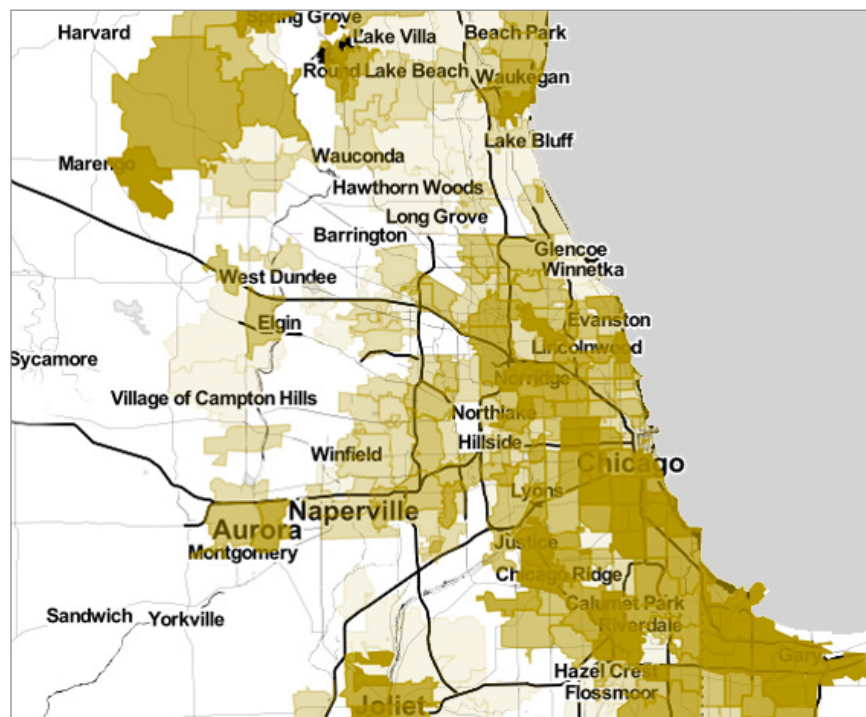 Spring Grove
Harvard
Lake Villa
Beach Park
Round Lake Beach
Waukegan
Lake Bluff
Marengo
Wauconda
Hawthorn Woods
Long Grove
Barrington
Glencoe
Winnetka
West Dundee
Elgin
Evanston
Lincolnwood
Sycamore
Norridge
Village of Campton Hills
Northlake
Hillside
Winfield
Chicago
Lyons
Naperville
Aurora
Justice
Montgomery
Chicago Ridge
Calumet Park
Sandwich
Yorkville
Riverdale
Gary
Hazel Crest
Flossmoor
Joliet